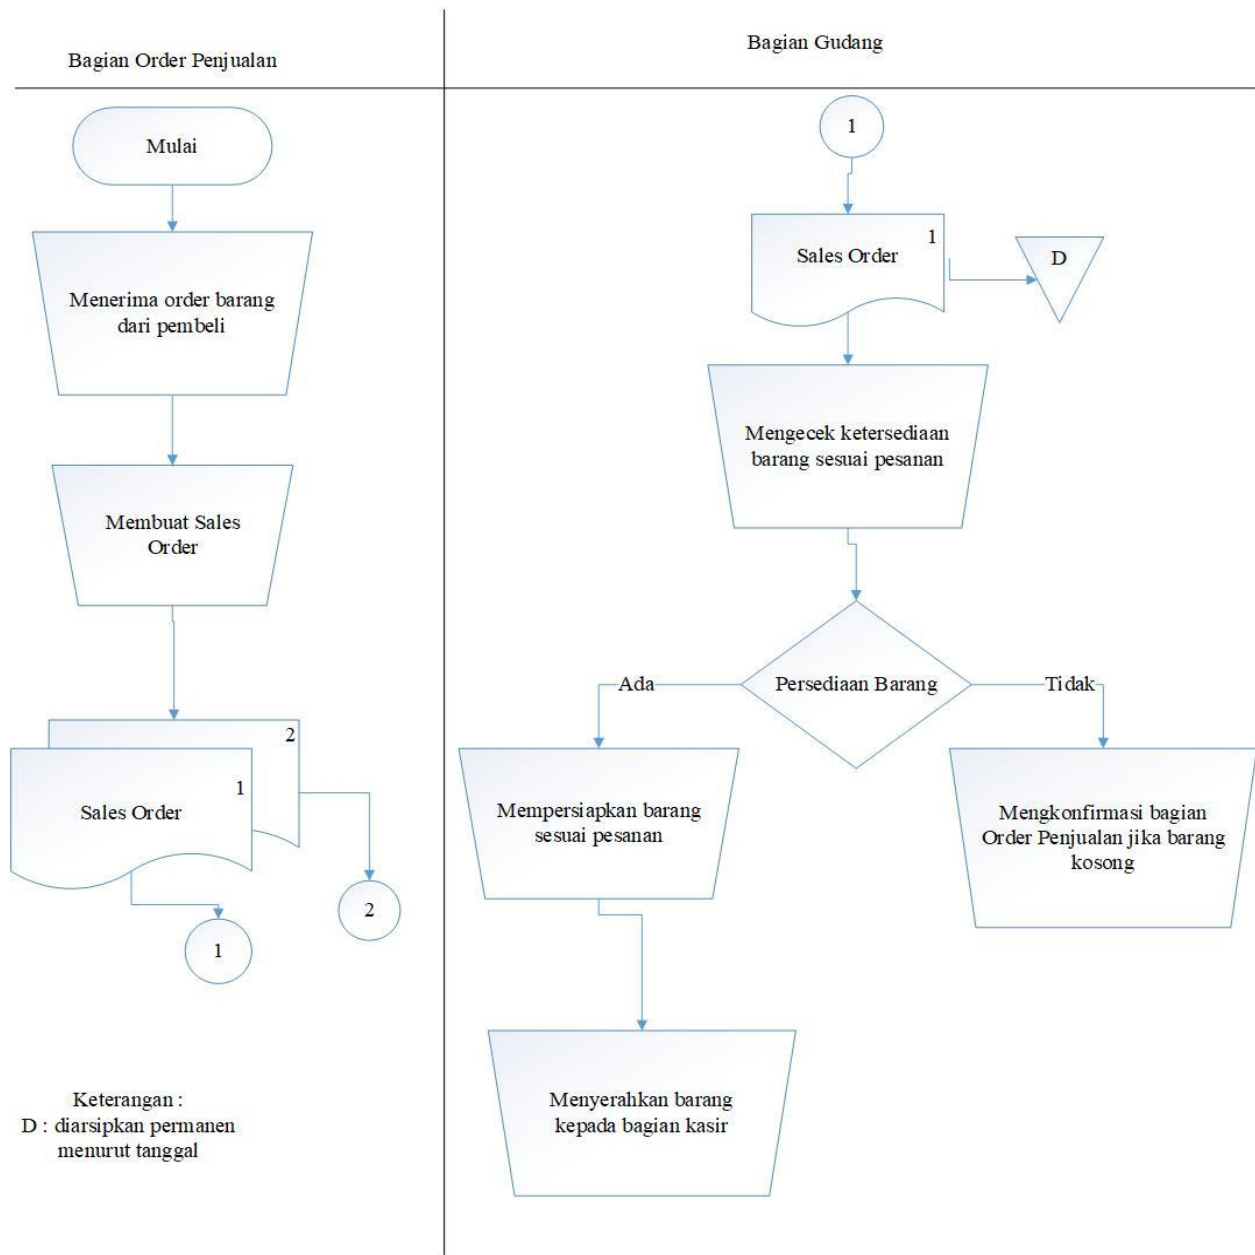 Bagian Order Penjualan
Bagian Gudang
Mulai
Menerima order barang
dari pembeli
Membuat Sales
Order
2
1
Sales Order
2
1
Keterangan :
D : diarsipkan permanen
menurut tanggal
1
1
Sales Order
D
Mengecek ketersediaan
barang sesuai pesanan
Persediaan Barang
Ada
Tidak
Mempersiapkan barang
sesuai pesanan
Mengkonfirmasi bagian
Order Penjualan jika barang
kosong
Menyerahkan barang
kepada bagian kasir